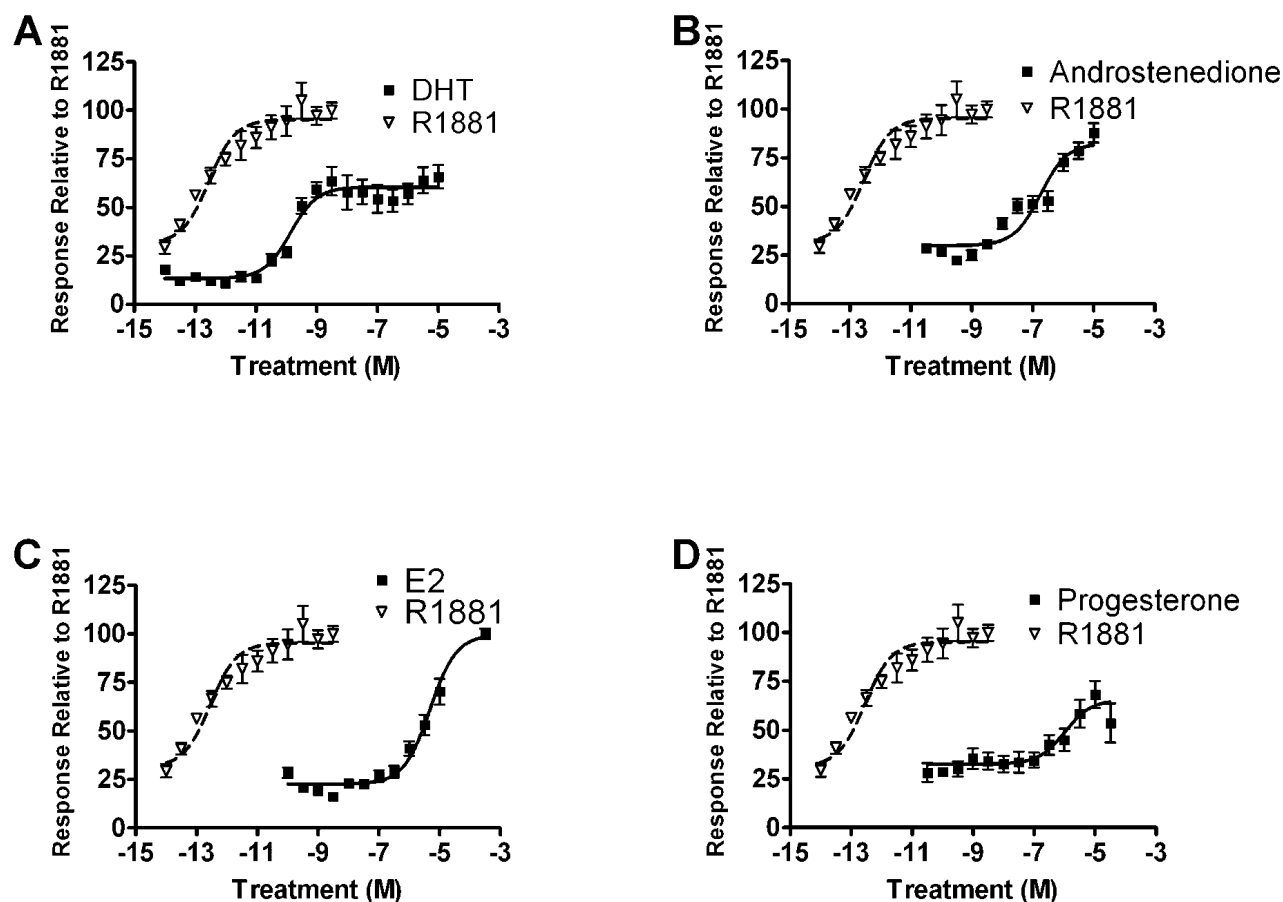 A
Response Relative to R1881
125
100
75
50
25
0
-15 -13 -11 -9 -7 -5 -3
Treatment (M)
DHT
R1881
B
Response Relative to R1881
125
100
75
50
25
0
-15 -13 -11 -9 -7 -5 -3
Treatment (M)
Androstenedione
R1881
C
Response Relative to R1881
125
100
75
50
25
0
-15 -13 -11 -9 -7 -5 -3
Treatment (M)
E2
R1881
D
Response Relative to R1881
125
100
75
50
25
0
-15 -13 -11 -9 -7 -5 -3
Treatment (M)
Progesterone
R1881